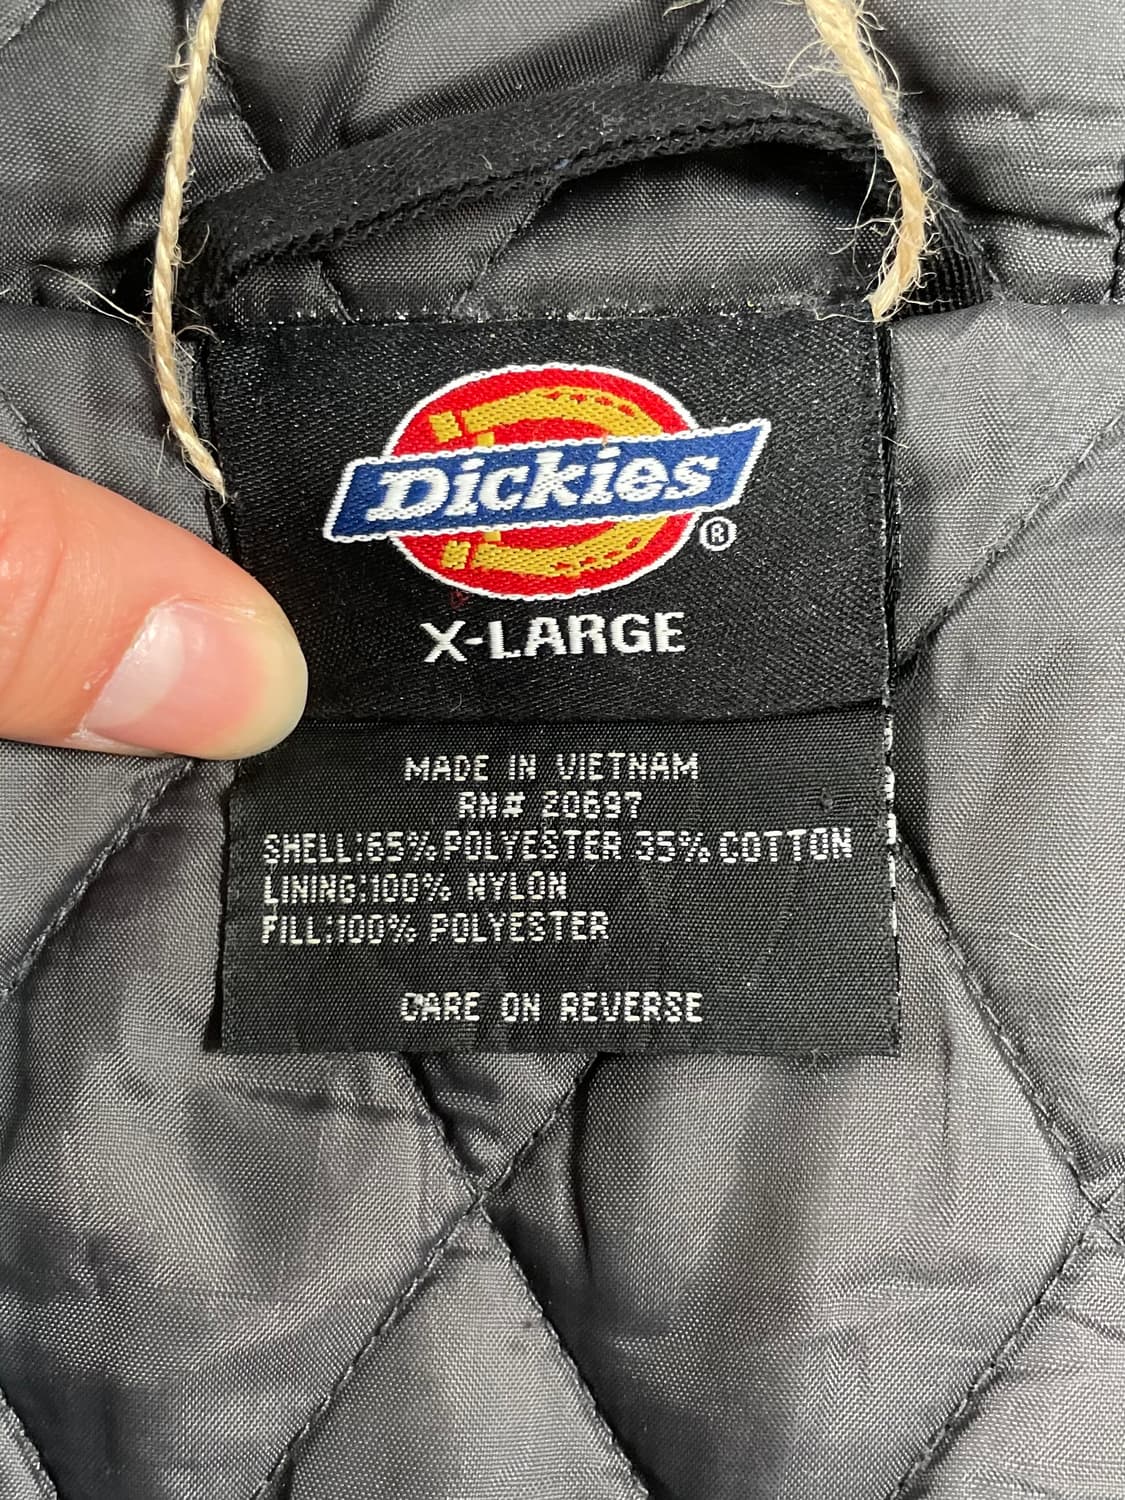 Dickies
®
X-LARGE
MADE IN VIETNAM
RN# 20697
SHELL:65% POLYESTER 35% COTTON
LINING:100% NYLON
FILL:100% POLYESTER
CARE ON REVERSE